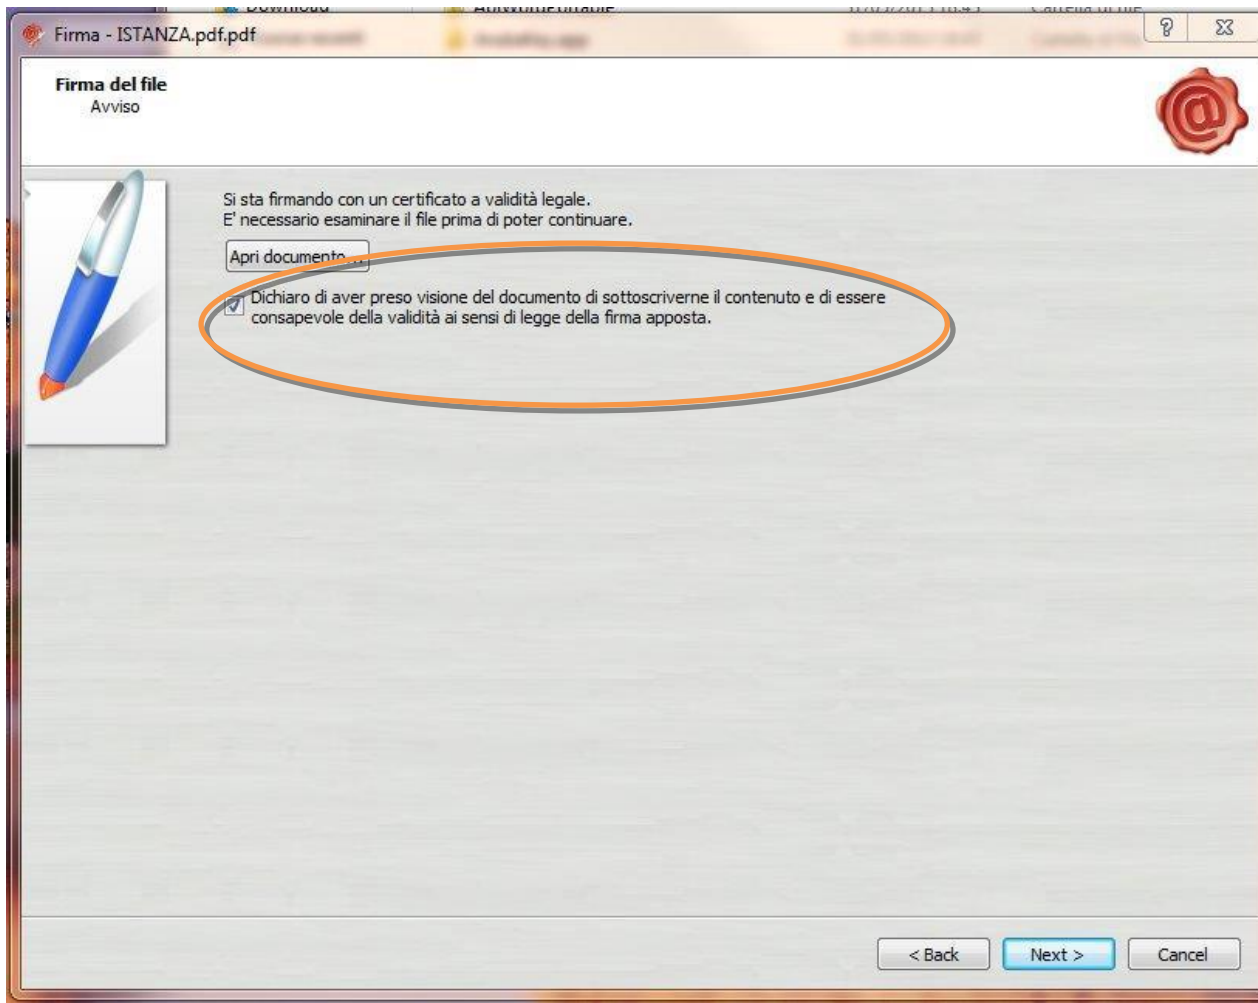 Download
Firma - ISTANZA.pdf.pdf
Firma del file
Avviso
Si sta firmando con un certificato a validità legale.
E' necessario esaminare il file prima di poter continuare.
Apri documento...
Dichiaro di aver preso visione del documento di sottoscriverne il contenuto e di essere
consapevole della validità ai sensi di legge della firma apposta.
< Back
Next >
Cancel